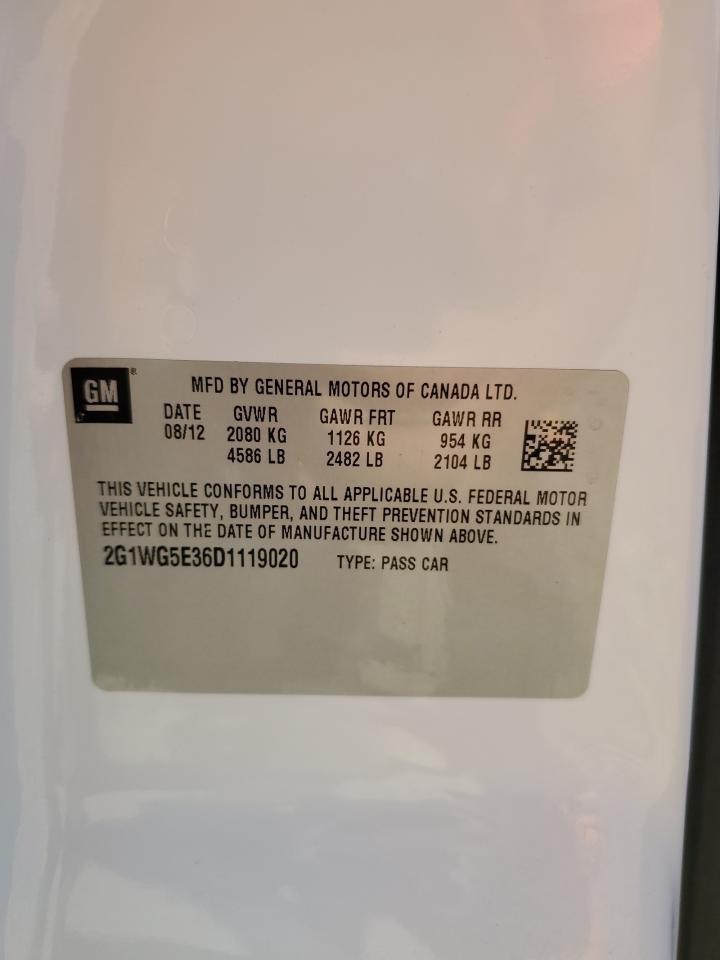 GM ®
MFD BY GENERAL MOTORS OF CANADA LTD.
DATE GVWR GAWR FRT GAWR RR
08/12 2080 KG 1126 KG 954 KG
4586 LB 2482 LB 2104 LB
THIS VEHICLE CONFORMS TO ALL APPLICABLE U.S. FEDERAL MOTOR
VEHICLE SAFETY, BUMPER, AND THEFT PREVENTION STANDARDS IN
EFFECT ON THE DATE OF MANUFACTURE SHOWN ABOVE.
2G1WG5E36D1119020 TYPE: PASS CAR